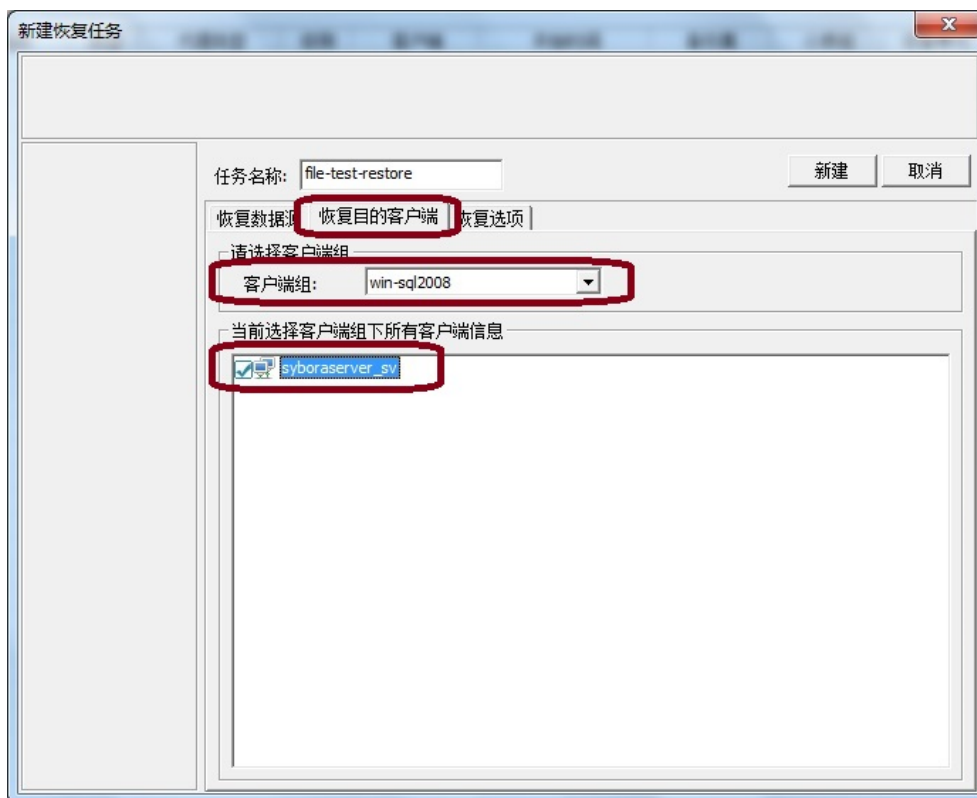 新建恢复任务
任务名称: file-test-restore 新建 取消
恢复数据源 恢复目的客户端 恢复选项
请选择客户端组
客户端组: win-sql2008
当前选择客户端组下所有客户端信息
syboraserver_sv